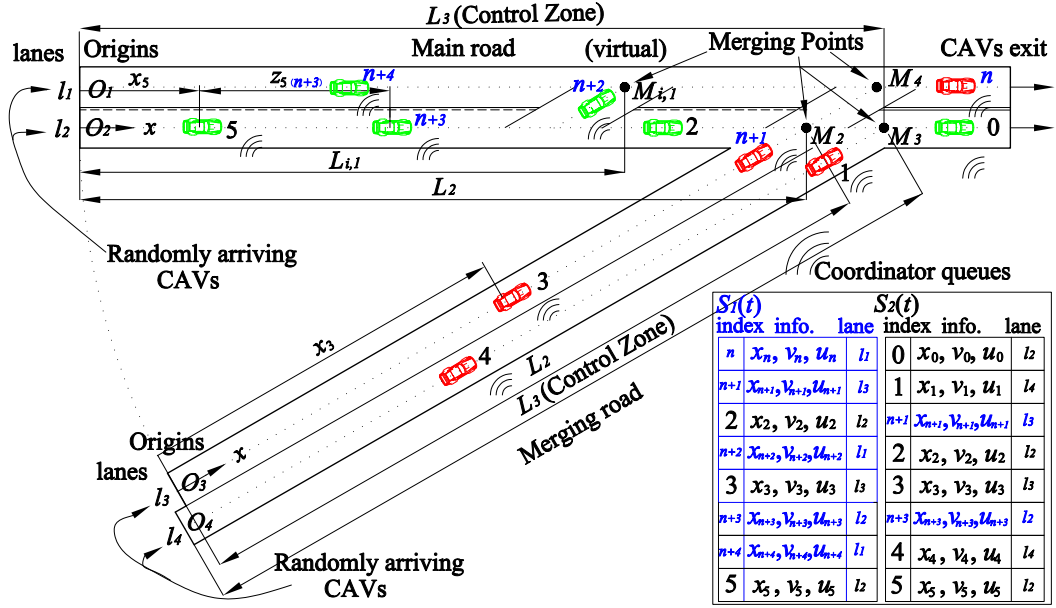 L3 (Control Zone)
lanes Origins Main road (virtual) Merging Points CAVs exit
x5 z5(n+3) n+4 n+2 Mi,1 M4 n
l1 O1
l2 O2 x 5 n+3 2 M2 M3 0
n+1 1
Li,1
L2
Randomly arriving
CAVs
3
x3
4
L2
L3 (Control Zone)
Merging road
Origins
lanes
x
l3 O3
l4 O4
Randomly arriving
CAVs
Coordinator queues
S1(t) S2(t)
index info. lane index info. lane
n xn, vn, un l1 0 x0, v0, u0 l2
n+1 xn+1,vn+1,un+1 l3 1 x1, v1, u1 l4
2 x2, v2, u2 l2 n+1 xn+1,vn+1,un+1 l3
n+2 xn+2,vn+2,un+2 l1 2 x2, v2, u2 l2
3 x3, v3, u3 l3 3 x3, v3, u3 l3
n+3 xn+3,vn+3,un+3 l2 n+3 xn+3,vn+3,un+3 l2
n+4 xn+4,vn+4,un+4 l1 4 x4, v4, u4 l4
5 x5, v5, u5 l2 5 x5, v5, u5 l2